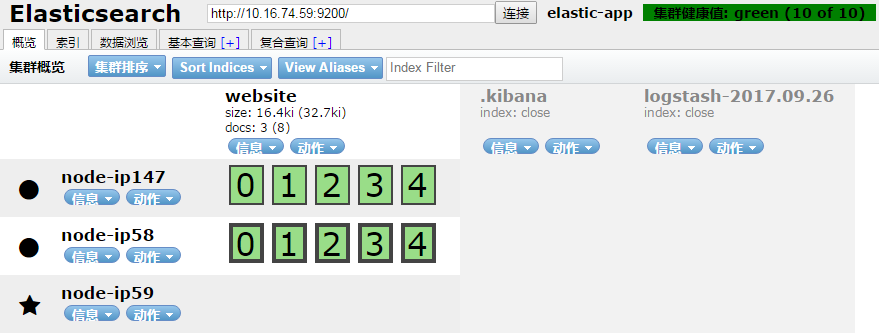 Elasticsearch http://10.16.74.59:9200/ 连接 elastic-app 集群健康值: green (10 of 10)
概览 索引 数据浏览 基本查询 [+] 复合查询 [+]
集群概览 集群排序 Sort Indices View Aliases Index Filter
website .kibana logstash-2017.09.26
size: 16.4ki (32.7ki) index: close index: close
docs: 3 (8)
信息 动作 信息 动作 信息 动作
node-ip147 0 1 2 3 4
信息 动作
node-ip58 0 1 2 3 4
信息 动作
node-ip59
信息 动作